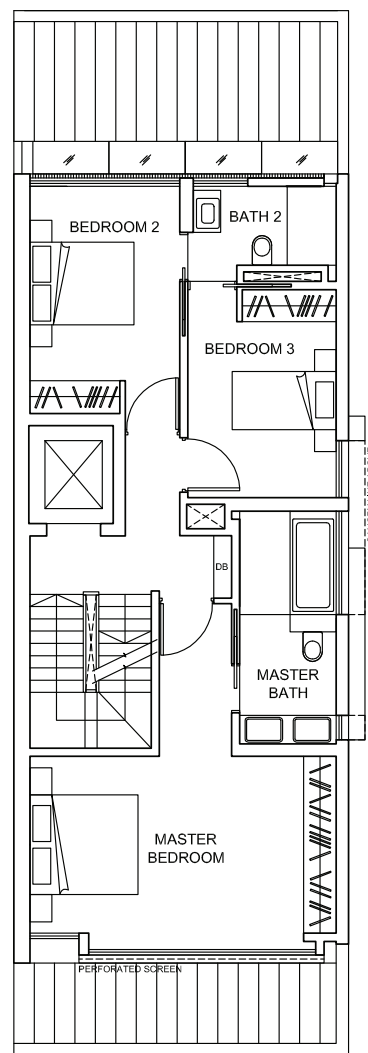 BEDROOM 2
BATH 2
BEDROOM 3
DB
MASTER
BATH
MASTER
BEDROOM
PERFORATED SCREEN